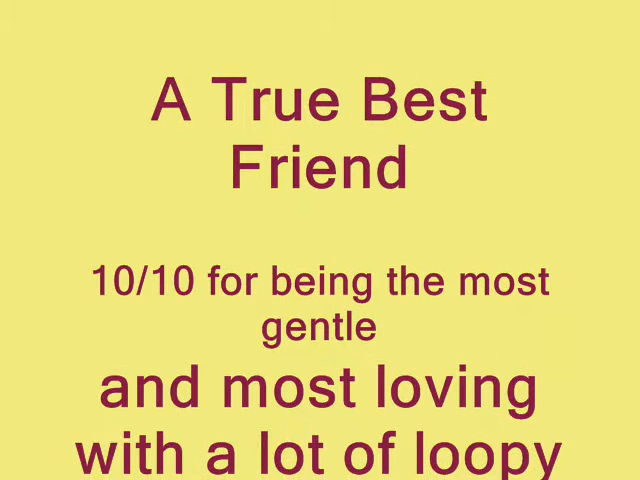 A True Best
Friend
10/10 for being the most
gentle
and most loving
with a lot of loopy